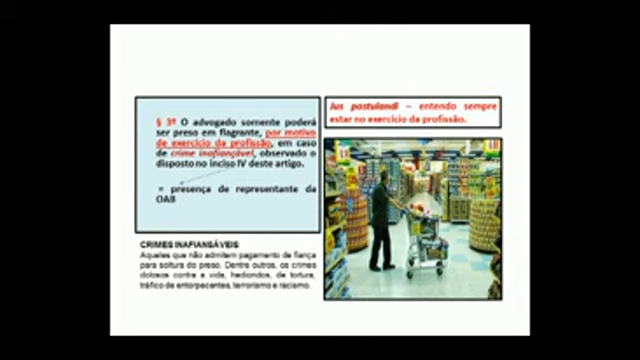 § 3º O advogado somente poderá
ser preso em flagrante, por motivo
de exercício da profissão, em caso
de crime inafiançável, observado o
disposto no inciso IV deste artigo.
= presença de representante da
OAB
Jus postulandi – entendo sempre
estar no exercício da profissão.
CRIMES INAFIANSÁVEIS
Aqueles que não admitem pagamento de fiança
para soltura do preso. Dentre outros, os crimes
dolosos contra a vida, hediondos, de tortura,
tráfico de entorpecentes, terrorismo e racismo.